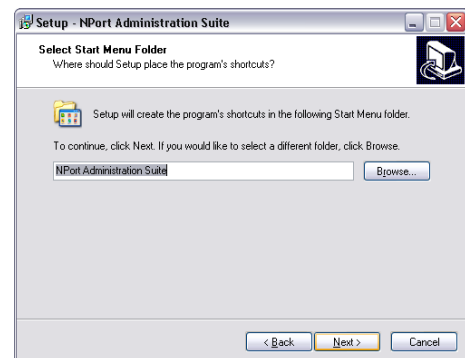 Setup - NPort Administration Suite
Select Start Menu Folder
Where should Setup place the program's shortcuts?
Setup will create the program's shortcuts in the following Start Menu folder.
To continue, click Next. If you would like to select a different folder, click Browse.
NPort Administration Suite
Browse...
< Back
Next >
Cancel